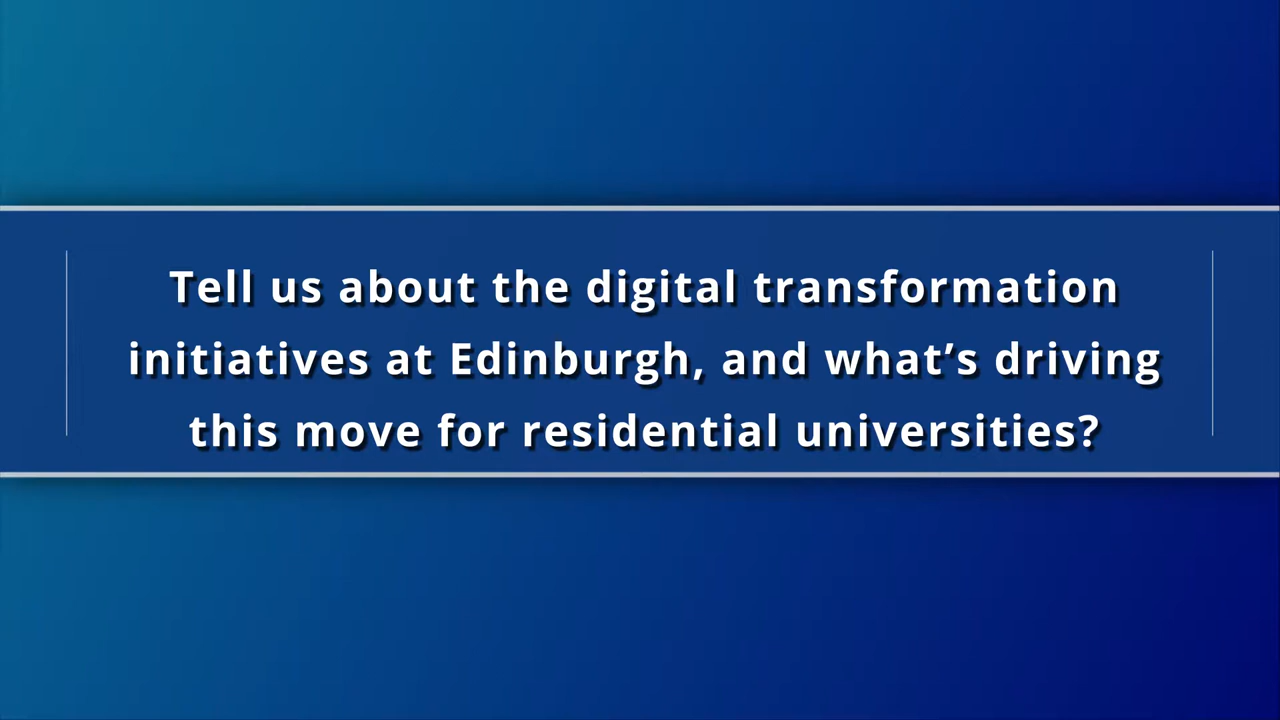 Tell us about the digital transformation
initiatives at Edinburgh, and what’s driving
this move for residential universities?